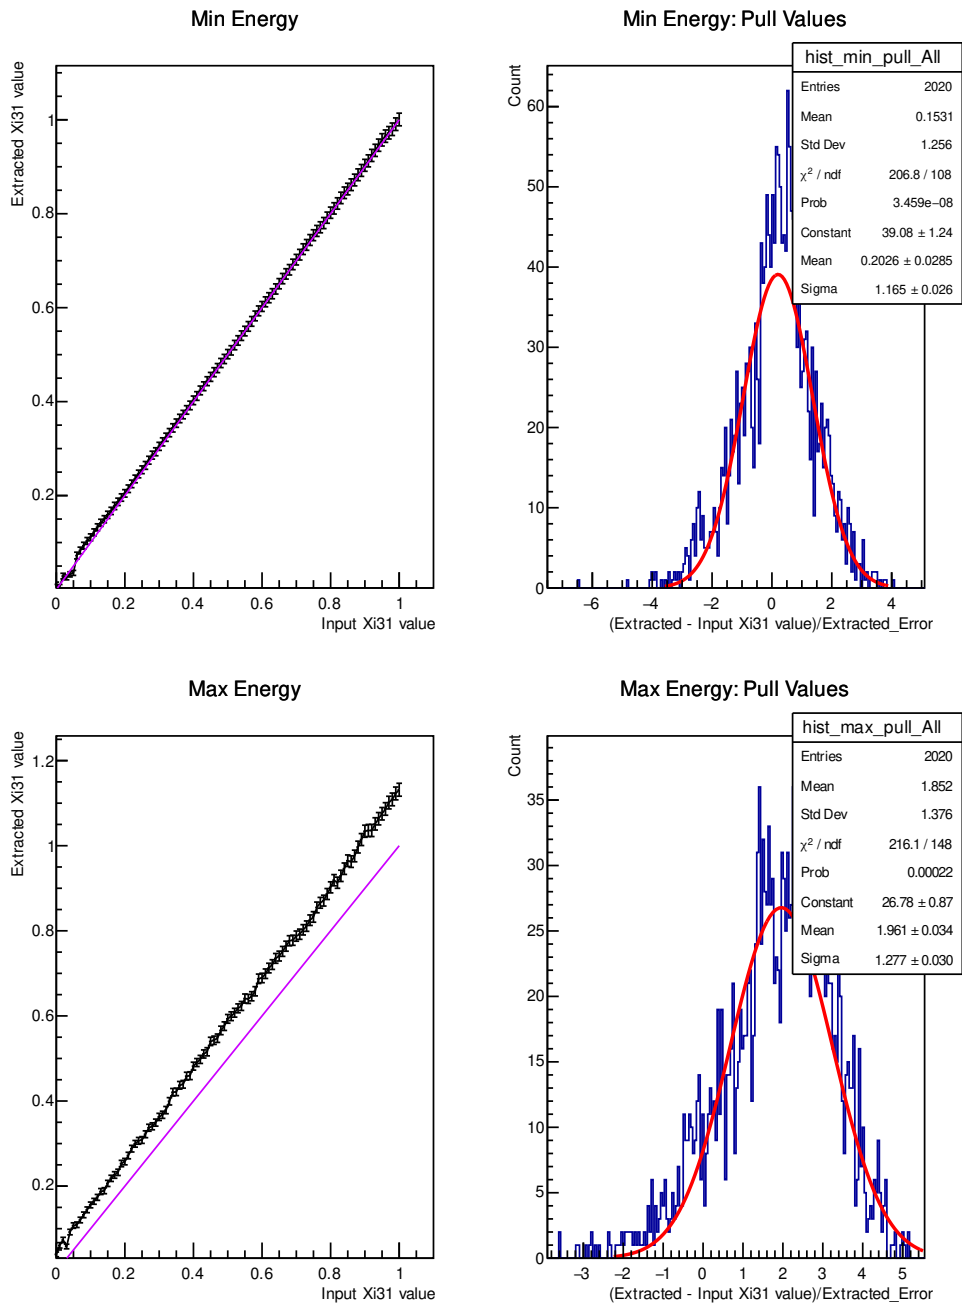 Min Energy
Extracted Xi31 value
1
0.8
0.6
0.4
0.2
0 0.2 0.4 0.6 0.8 1
Input Xi31 value
Min Energy: Pull Values
Count
60
50
40
30
20
10
0
−6 −4 −2 0 2 4
(Extracted - Input Xi31 value)/Extracted_Error
hist_min_pull_All
Entries 2020
Mean 0.1531
Std Dev 1.256
χ² / ndf 206.8 / 108
Prob 3.459e−08
Constant 39.08 ± 1.24
Mean 0.2026 ± 0.0285
Sigma 1.165 ± 0.026
Max Energy
Extracted Xi31 value
1.2
1
0.8
0.6
0.4
0.2
0 0.2 0.4 0.6 0.8 1
Input Xi31 value
Max Energy: Pull Values
Count
35
30
25
20
15
10
5
0
−3 −2 −1 0 1 2 3 4 5
(Extracted - Input Xi31 value)/Extracted_Error
hist_max_pull_All
Entries 2020
Mean 1.852
Std Dev 1.376
χ² / ndf 216.1 / 148
Prob 0.00022
Constant 26.78 ± 0.87
Mean 1.961 ± 0.034
Sigma 1.277 ± 0.030